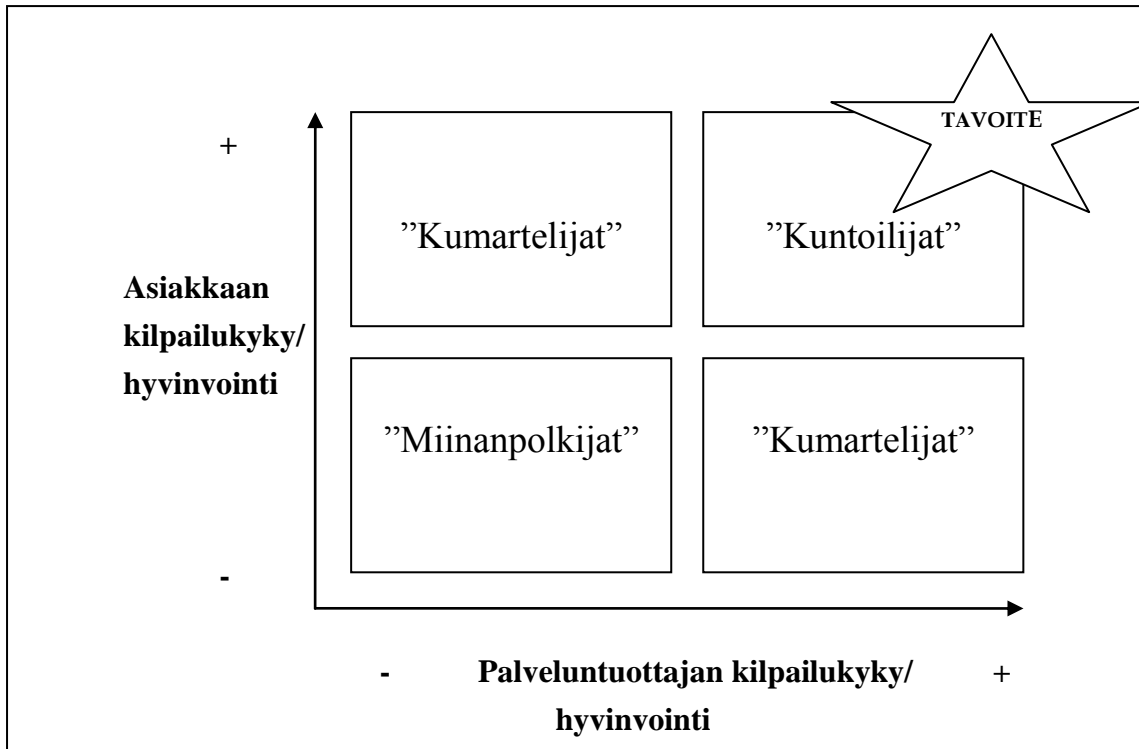 TAVOITE
+
”Kumartelijat”
”Kuntoilijat”
Asiakkaan
kilpailukyky/
hyvinvointi
”Miinanpolkijat”
”Kumartelijat”
-
- Palveluntuottajan kilpailukyky/ +
hyvinvointi